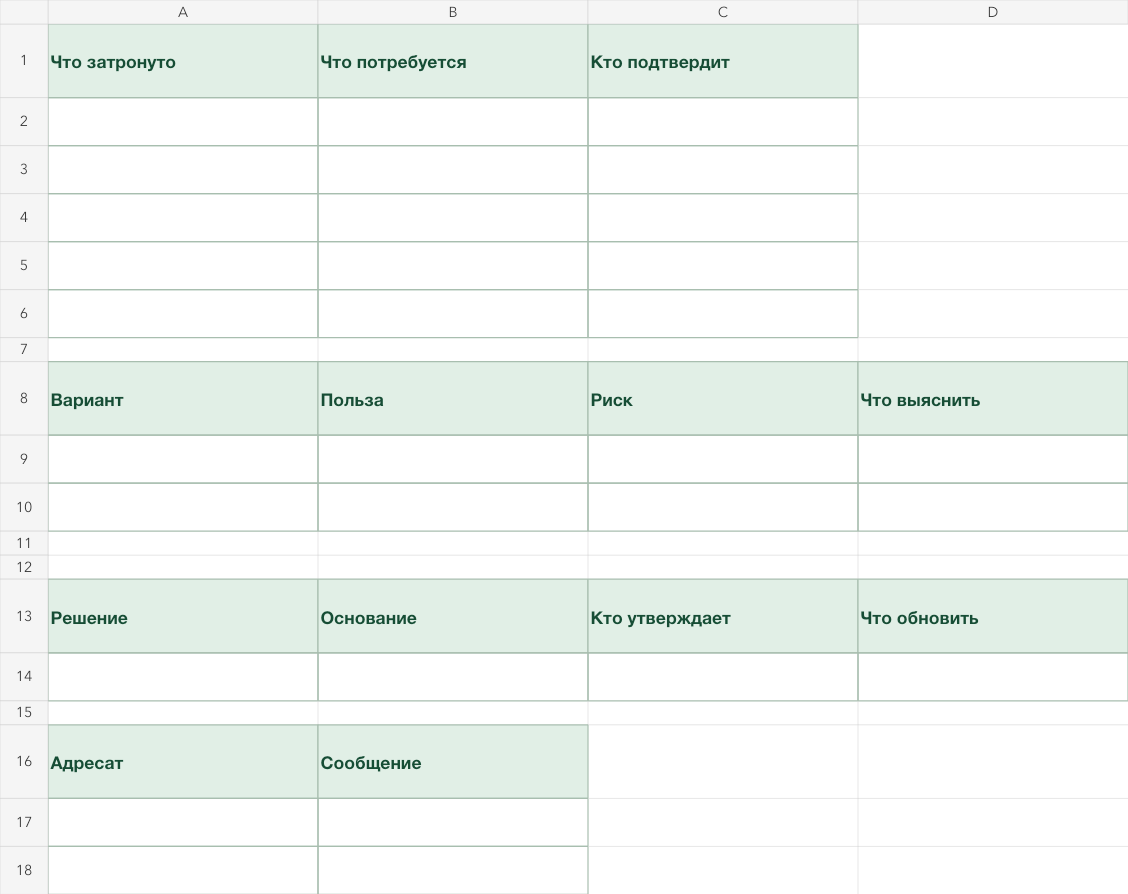 A B C D
1 Что затронуто Что потребуется Кто подтвердит
2
3
4
5
6
7
8 Вариант Польза Риск Что выяснить
9
10
11
12
13 Решение Основание Кто утверждает Что обновить
14
15
16 Адресат Сообщение
17
18